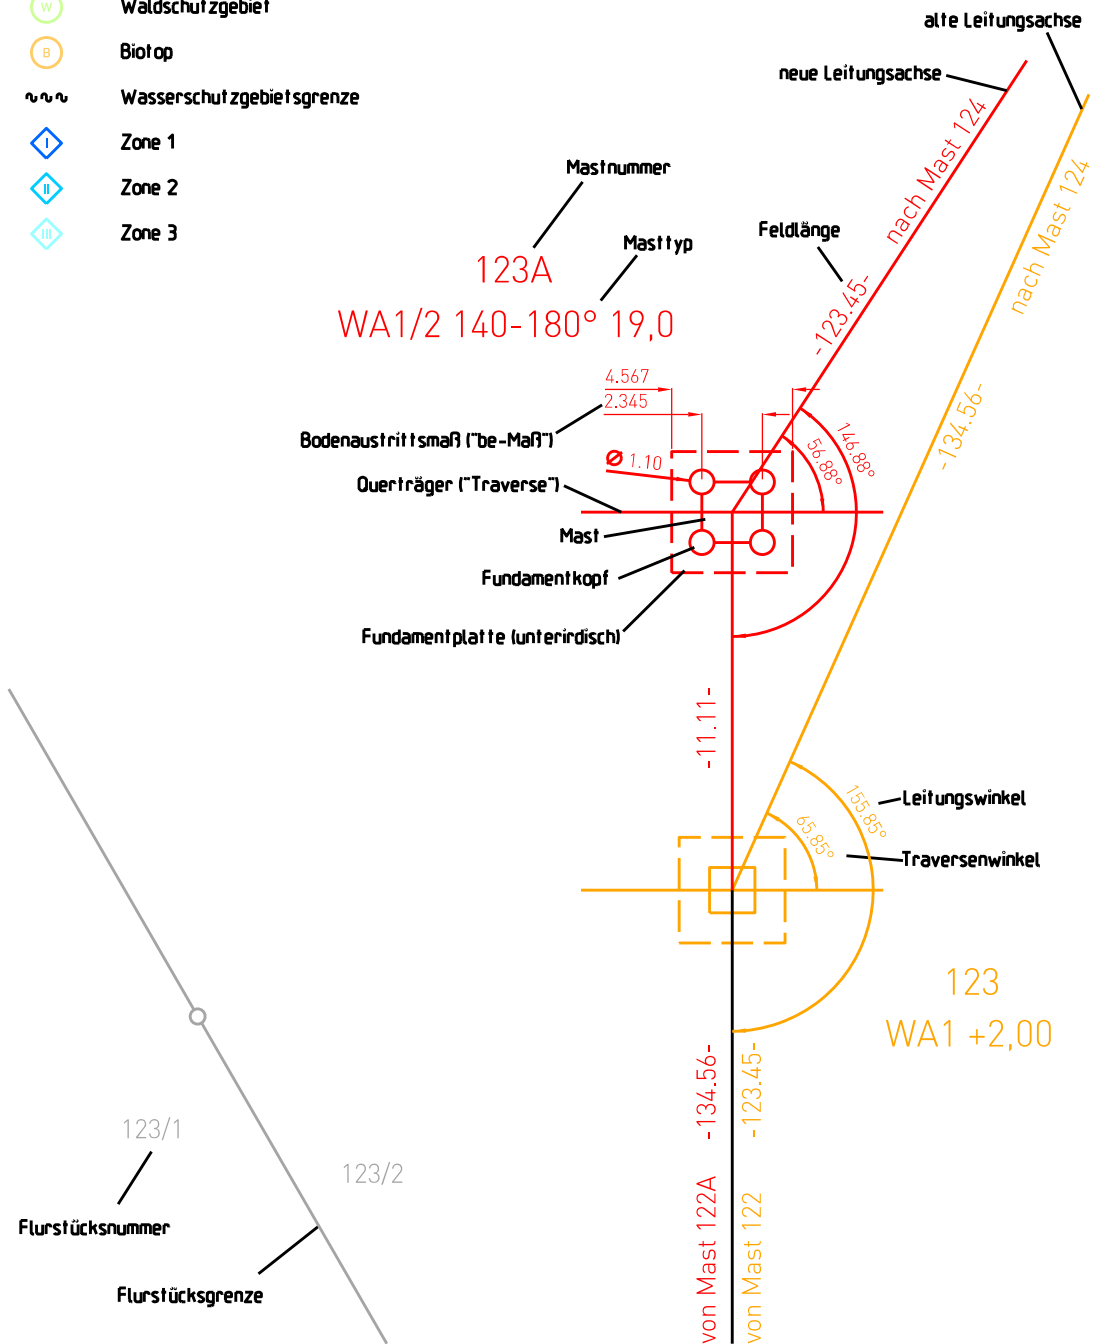 W Waldschutzgebiet
B Biotop
Wasserschutzgebietsgrenze
I Zone 1
II Zone 2
III Zone 3
alte Leitungsachse
neue Leitungsachse
nach Mast 124
nach Mast 124
Mastnummer
Feldlänge
Masttyp
123A
-123.45-
WA1/2 140-180° 19,0
4.567
2.345
-134.56-
Bodenaustrittsmaß ("be-Maß")
146.88°
56.88°
Ø 1.10
Querträger ("Traverse")
Mast
Fundamentkopf
Fundamentplatte (unterirdisch)
-11.11-
Leitungswinkel
155.85°
65.85°
Traversenwinkel
123
WA1 +2,00
-134.56-
-123.45-
123/1
123/2
von Mast 122A
von Mast 122
Flurstücksnummer
Flurstücksgrenze